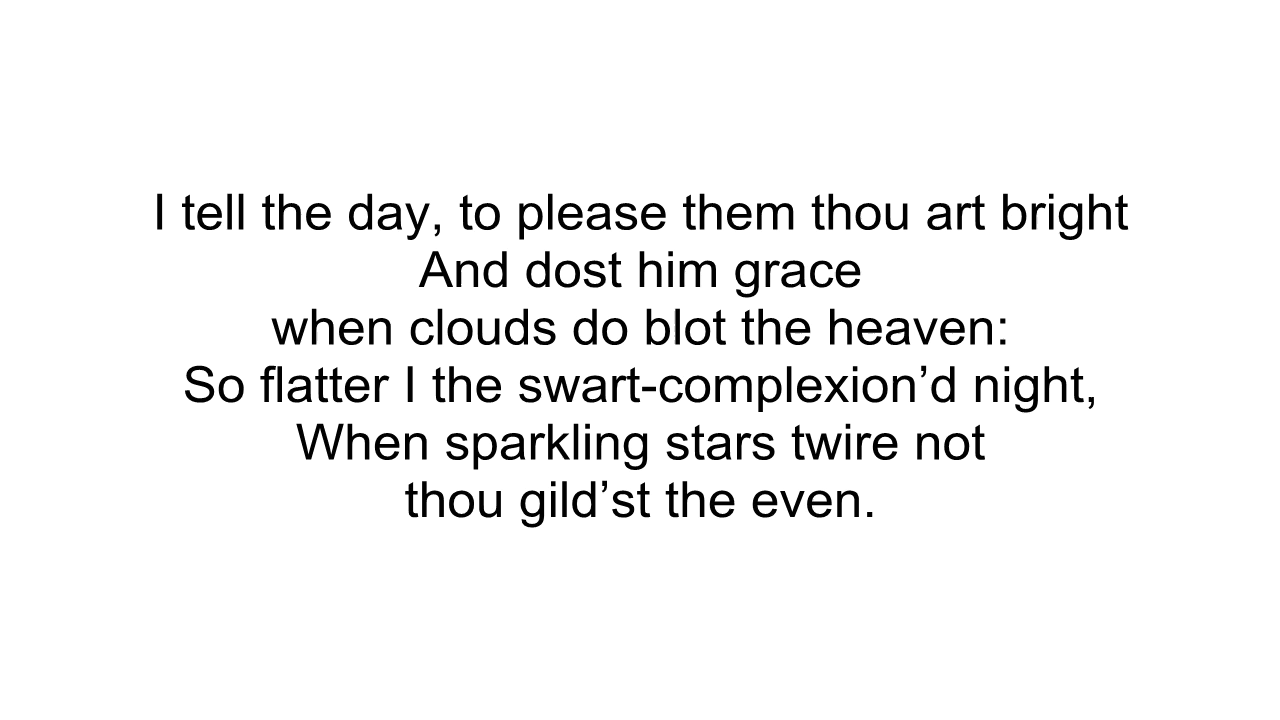 I tell the day, to please them thou art bright
And dost him grace
when clouds do blot the heaven:
So flatter I the swart-complexion’d night,
When sparkling stars twire not
thou gild’st the even.